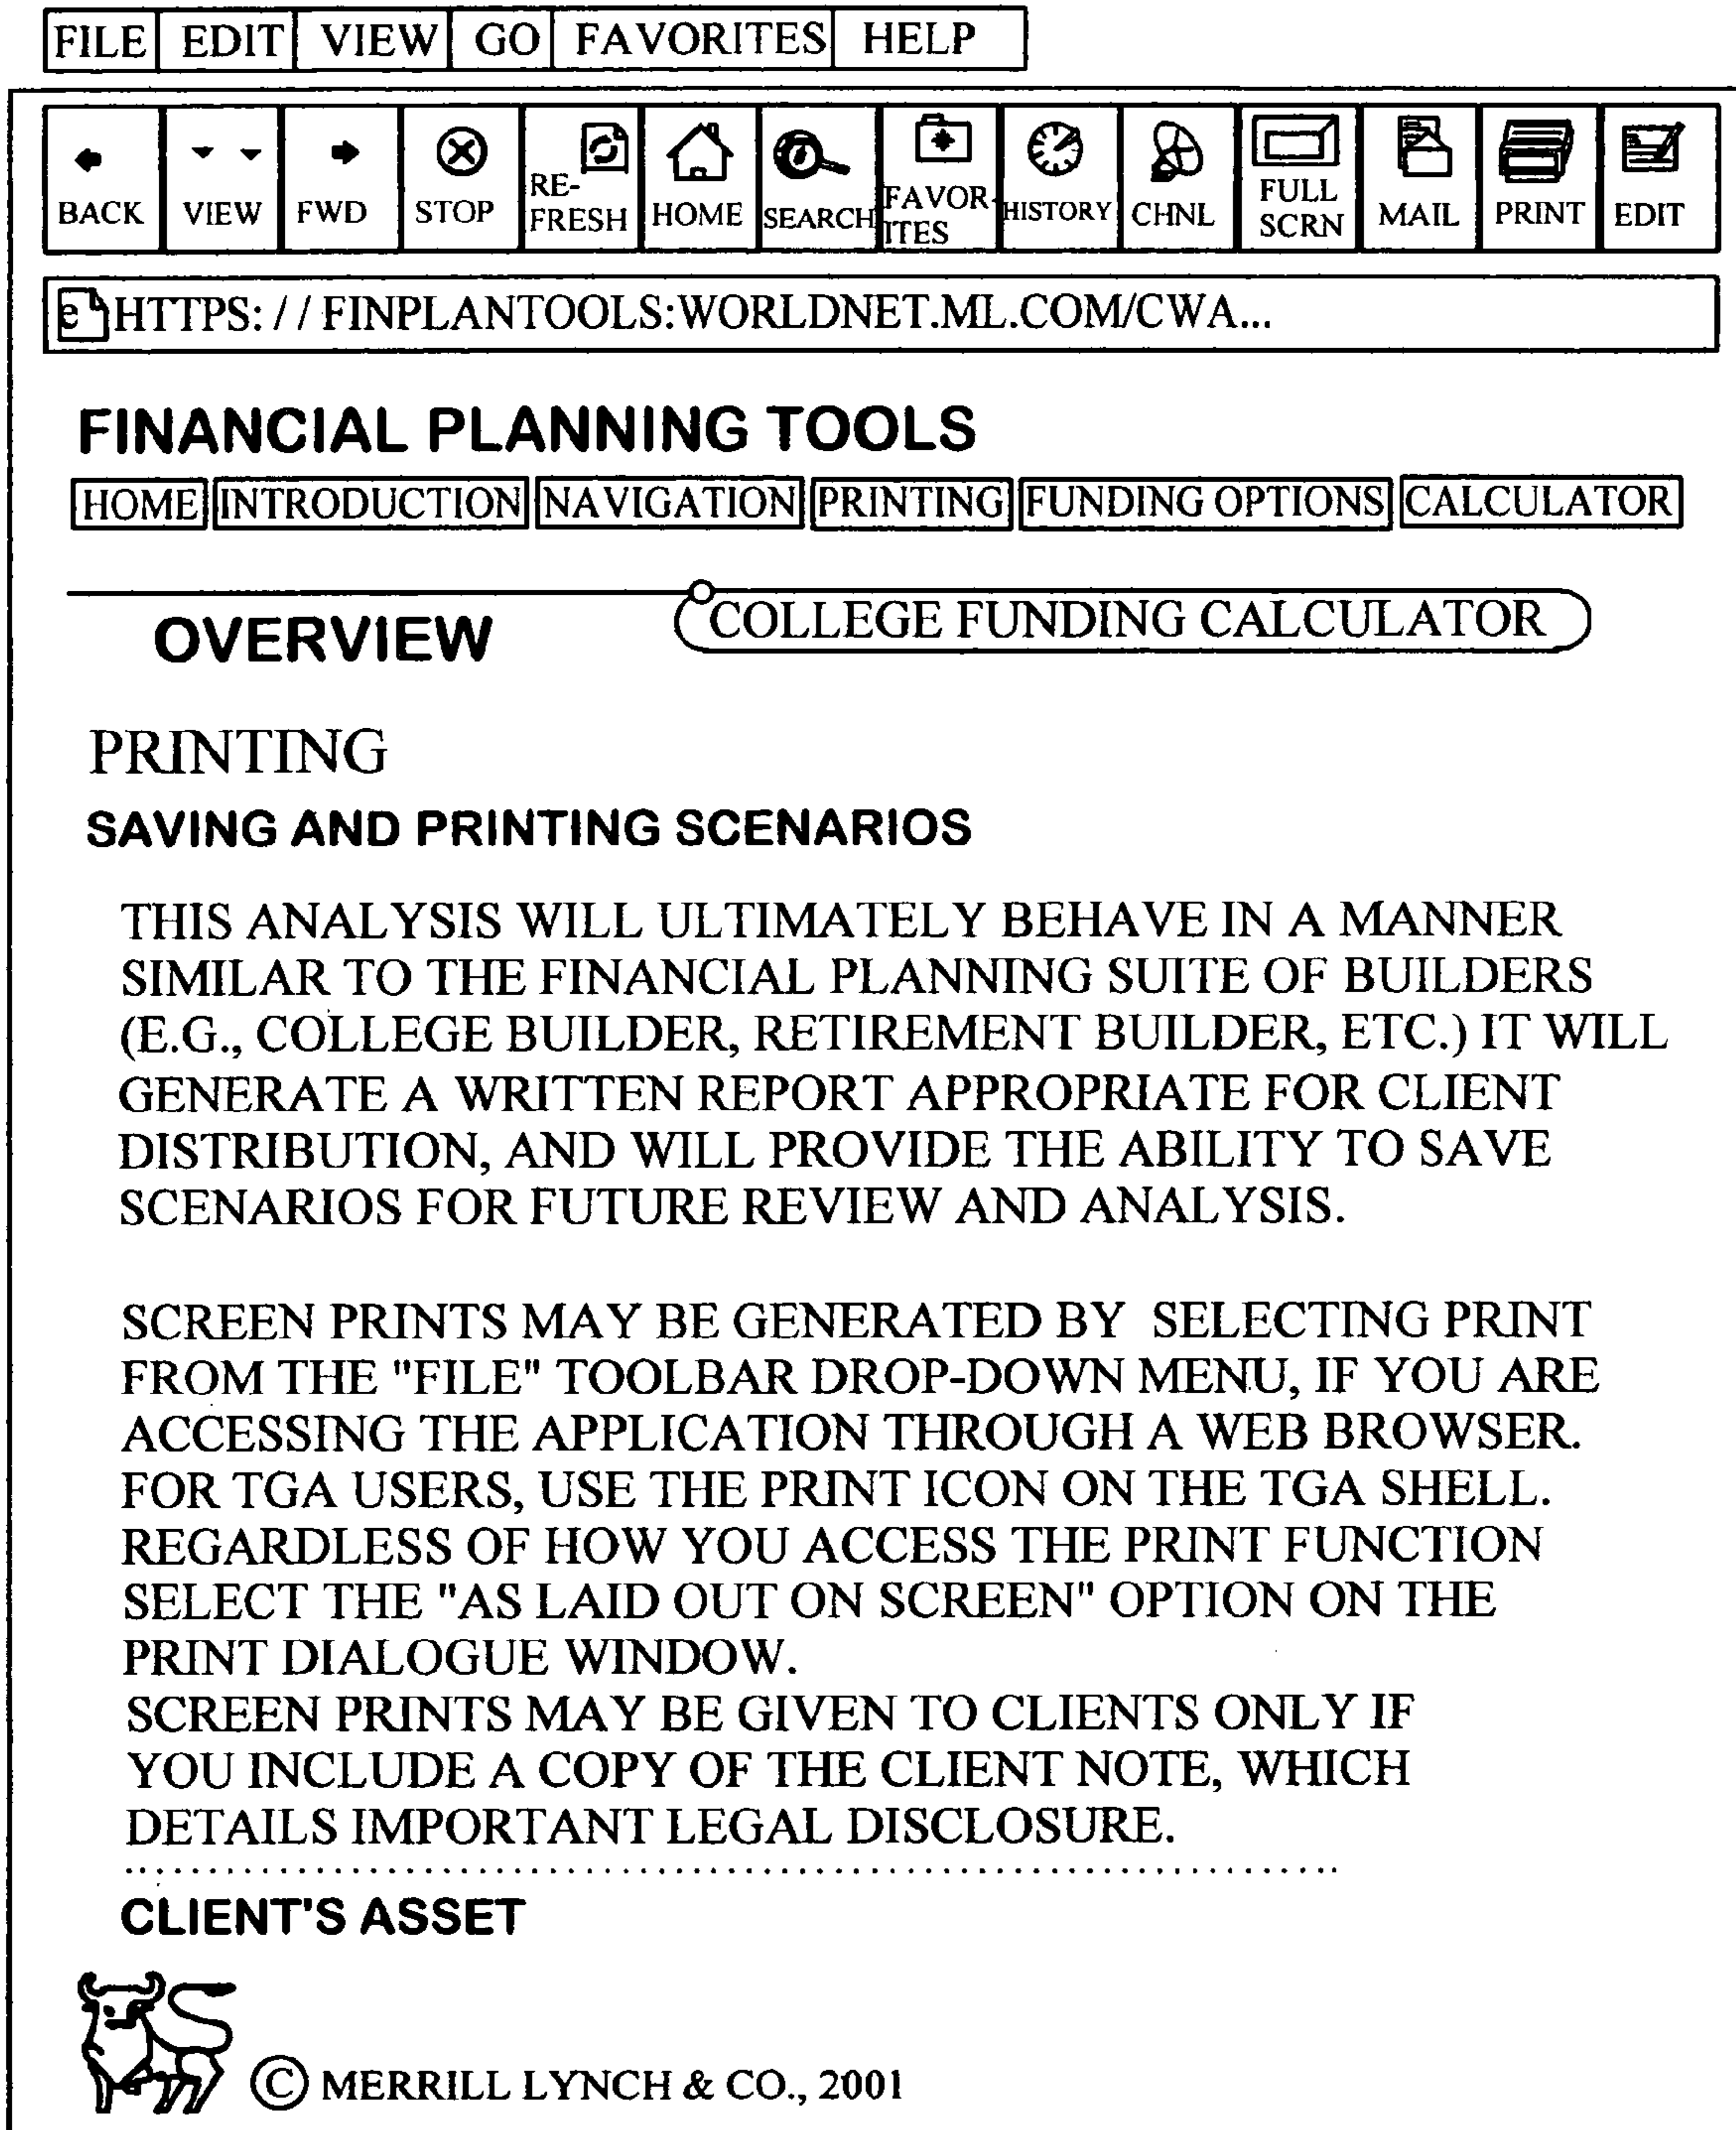 FILE EDIT VIEW GO FAVORITES HELP
BACK VIEW FWD STOP RE-FRESH HOME SEARCH FAVOR-ITES HISTORY CHNL FULL SCRN MAIL PRINT EDIT
e HTTPS: // FINPLANTOOLS:WORLDNET.ML.COM/CWA...
FINANCIAL PLANNING TOOLS
HOME INTRODUCTION NAVIGATION PRINTING FUNDING OPTIONS CALCULATOR
OVERVIEW COLLEGE FUNDING CALCULATOR
PRINTING
SAVING AND PRINTING SCENARIOS
THIS ANALYSIS WILL ULTIMATELY BEHAVE IN A MANNER
SIMILAR TO THE FINANCIAL PLANNING SUITE OF BUILDERS
(E.G., COLLEGE BUILDER, RETIREMENT BUILDER, ETC.) IT WILL
GENERATE A WRITTEN REPORT APPROPRIATE FOR CLIENT
DISTRIBUTION, AND WILL PROVIDE THE ABILITY TO SAVE
SCENARIOS FOR FUTURE REVIEW AND ANALYSIS.
SCREEN PRINTS MAY BE GENERATED BY SELECTING PRINT
FROM THE "FILE" TOOLBAR DROP-DOWN MENU, IF YOU ARE
ACCESSING THE APPLICATION THROUGH A WEB BROWSER.
FOR TGA USERS, USE THE PRINT ICON ON THE TGA SHELL.
REGARDLESS OF HOW YOU ACCESS THE PRINT FUNCTION
SELECT THE "AS LAID OUT ON SCREEN" OPTION ON THE
PRINT DIALOGUE WINDOW.
SCREEN PRINTS MAY BE GIVEN TO CLIENTS ONLY IF
YOU INCLUDE A COPY OF THE CLIENT NOTE, WHICH
DETAILS IMPORTANT LEGAL DISCLOSURE.
CLIENT'S ASSET
© MERRILL LYNCH & CO., 2001